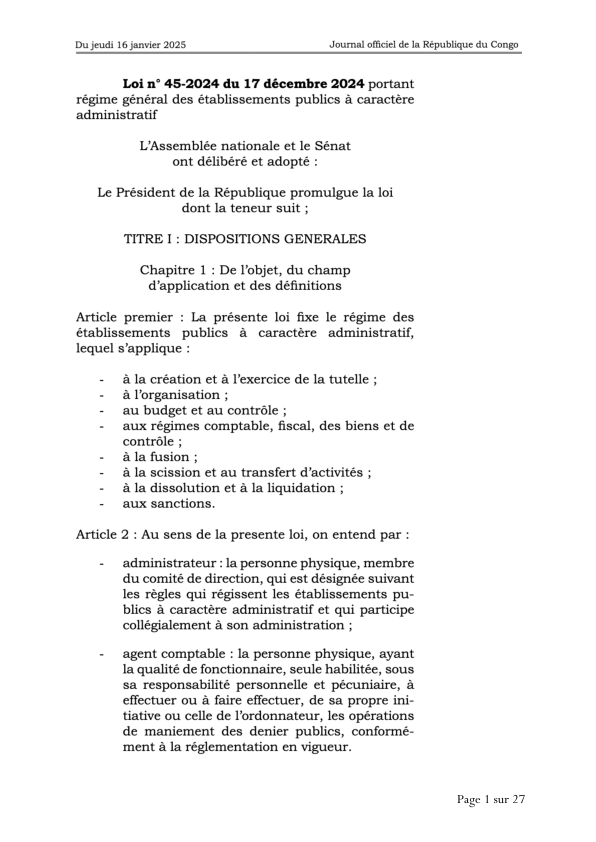 Du jeudi 16 janvier 2025
Journal officiel de la République du Congo
Loi n° 45-2024 du 17 décembre 2024 portant
régime général des établissements publics à caractère
administratif
L’Assemblée nationale et le Sénat
ont délibéré et adopté :
Le Président de la République promulgue la loi
dont la teneur suit ;
TITRE I : DISPOSITIONS GENERALES
Chapitre 1 : De l’objet, du champ
d’application et des définitions
Article premier : La présente loi fixe le régime des
établissements publics à caractère administratif,
lequel s’applique :
- à la création et à l’exercice de la tutelle ;
- à l’organisation ;
- au budget et au contrôle ;
- aux régimes comptable, fiscal, des biens et de
contrôle ;
- à la fusion ;
- à la scission et au transfert d’activités ;
- à la dissolution et à la liquidation ;
- aux sanctions.
Article 2 : Au sens de la presente loi, on entend par :
- administrateur : la personne physique, membre
du comité de direction, qui est désignée suivant
les règles qui régissent les établissements pu-
blics à caractère administratif et qui participe
collégialement à son administration ;
- agent comptable : la personne physique, ayant
la qualité de fonctionnaire, seule habilitée, sous
sa responsabilité personnelle et pécuniaire, à
effectuer ou à faire effectuer, de sa propre ini-
tiative ou celle de l’ordonnateur, les opérations
de maniement des denier publics, conformé-
ment à la réglementation en vigueur.
Page 1 sur 27